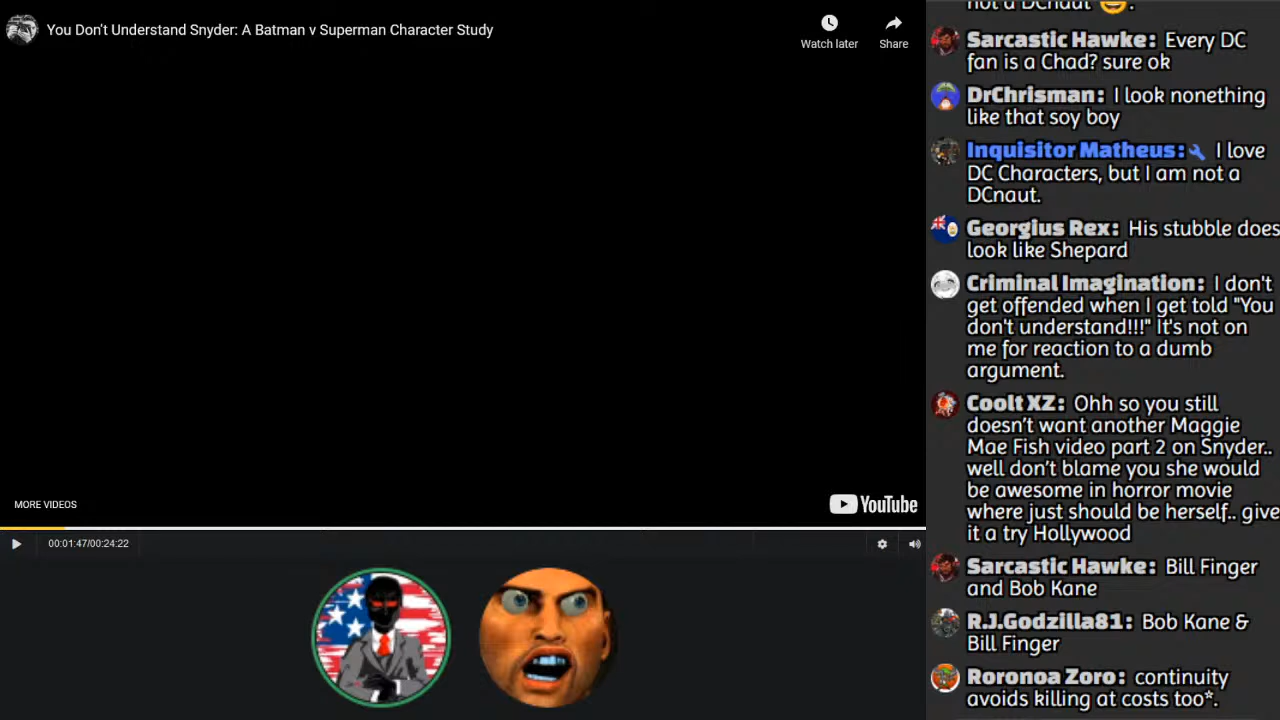 You Don't Understand Snyder: A Batman v Superman Character Study
Watch later
Share
MORE VIDEOS
YouTube
00:01:47/00:24:22
not a DCnaut 😄.
Sarcastic Hawke: Every DC
fan is a Chad? sure ok
DrChrisman: I look nonething
like that soy boy
Inquisitor Matheus: I love
DC Characters, but I am not a
DCnaut.
Georgius Rex: His stubble does
look like Shepard
Criminal Imagination: I don't
get offended when I get told "You
don't understand!!!" It's not on
me for reaction to a dumb
argument.
Coolt XZ: Ohh so you still
doesn't want another Maggie
Mae Fish video part 2 on Snyder..
well don't blame you she would
be awesome in horror movie
where just should be herself.. give
it a try Hollywood
Sarcastic Hawke: Bill Finger
and Bob Kane
R.J.Godzilla81: Bob Kane &
Bill Finger
Roronoa Zoro: continuity
avoids killing at costs too*.